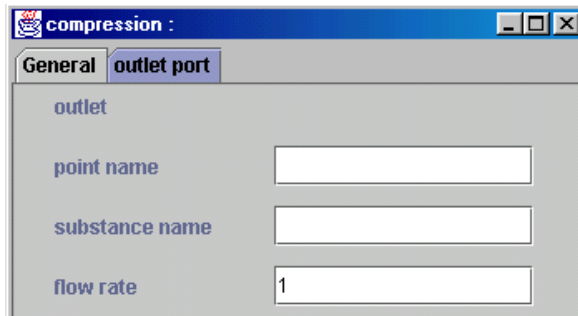 compression :
General outlet port
outlet
point name
substance name
flow rate 1